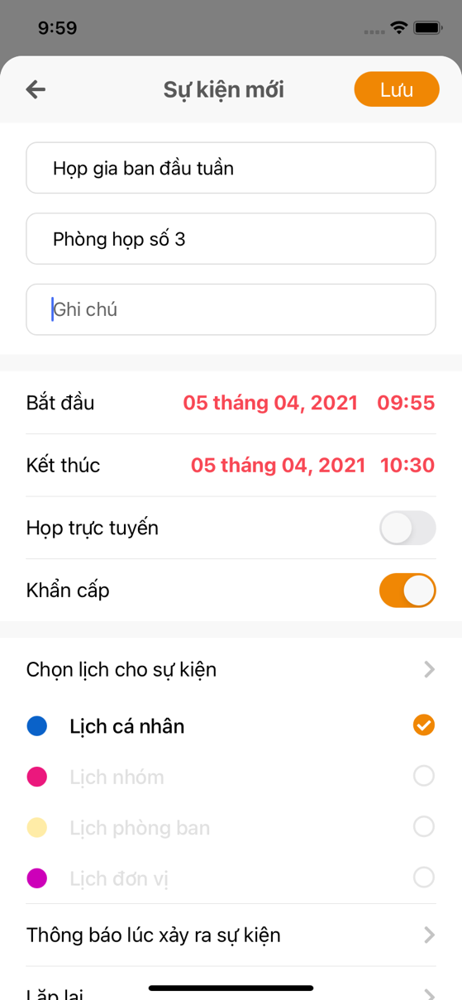 9:59
Sự kiện mới
Lưu
Họp gia ban đầu tuần
Phòng họp số 3
Ghi chú
Bắt đầu 05 tháng 04, 2021 09:55
Kết thúc 05 tháng 04, 2021 10:30
Họp trực tuyến
Khẩn cấp
Chọn lịch cho sự kiện
Lịch cá nhân
Lịch nhóm
Lịch phòng ban
Lịch đơn vị
Thông báo lúc xảy ra sự kiện
Lặp lại